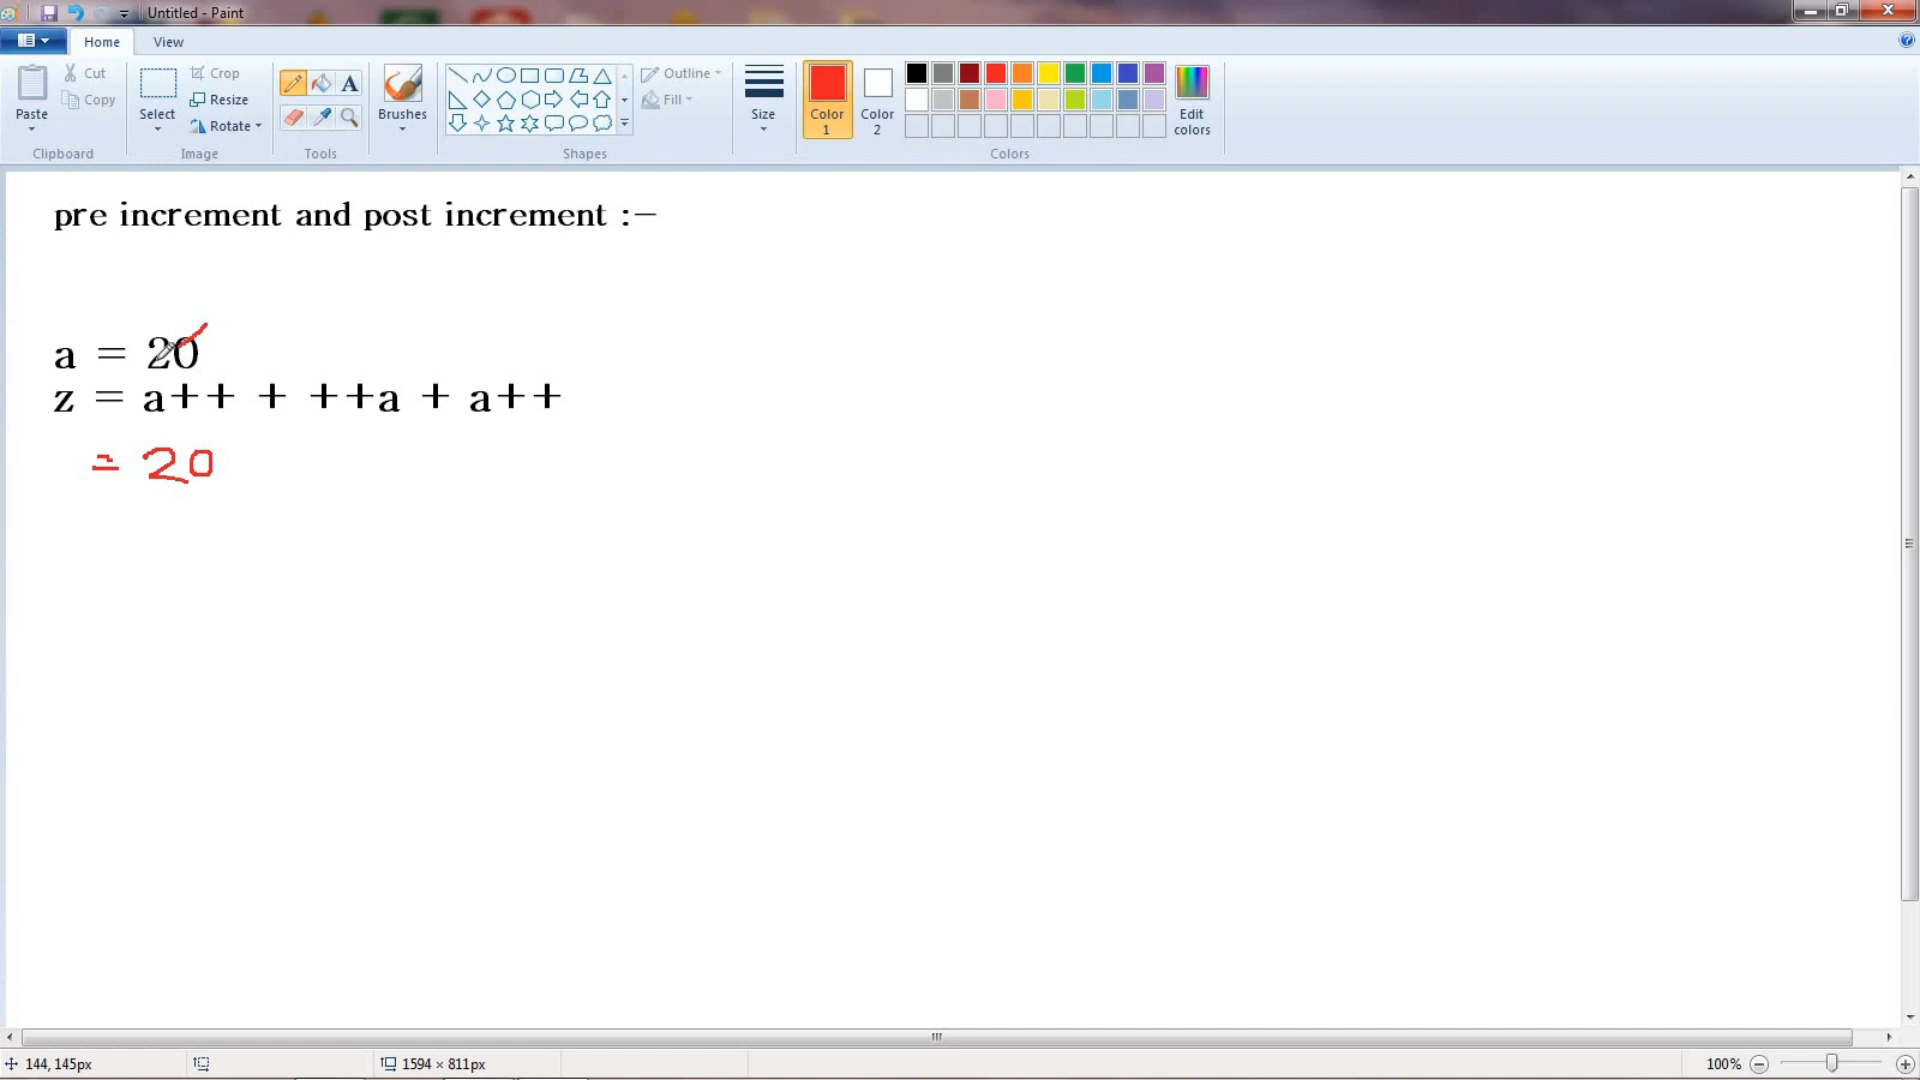 Untitled - Paint
Home View
Paste
Cut
Copy
Clipboard
Select
Crop
Resize
Rotate
Image
A
Tools
Brushes
Outline
Fill
Shapes
Size
Color 1
Color 2
Edit colors
Colors
pre increment and post increment :-
a = 20
z = a++ + ++a + a++
= 20
144, 145px
1594 × 811px
100%